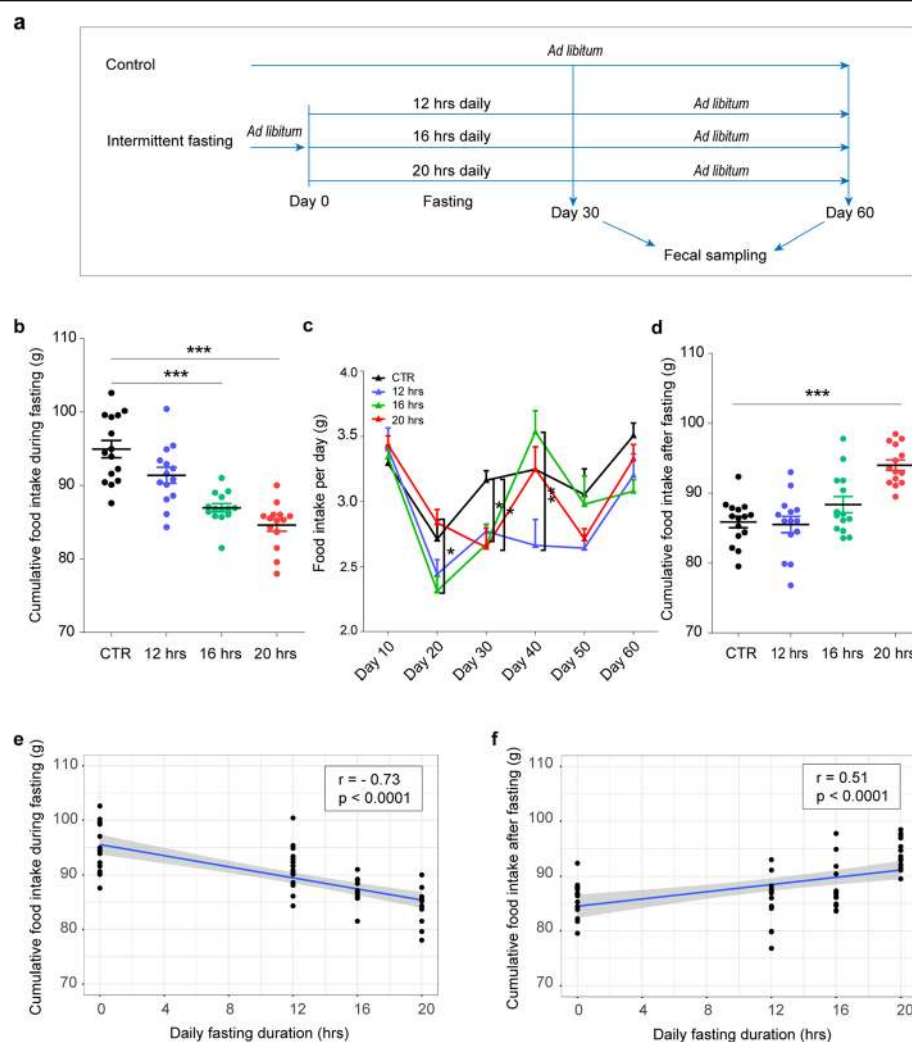 a
Control
Ad libitum
Intermittent fasting
Ad libitum
12 hrs daily
Ad libitum
16 hrs daily
Ad libitum
20 hrs daily
Ad libitum
Day 0
Fasting
Day 30
Day 60
Fecal sampling
b
Cumulative food intake during fasting (g)
110
100
90
80
70
***
***
CTR
12 hrs
16 hrs
20 hrs
c
Food intake per day (g)
4.0
3.5
3.0
2.5
2.0
CTR
12 hrs
16 hrs
20 hrs
*
*
*
**
Day 10
Day 20
Day 30
Day 40
Day 50
Day 60
d
Cumulative food intake after fasting (g)
110
100
90
80
70
***
CTR
12 hrs
16 hrs
20 hrs
e
Cumulative food intake during fasting (g)
110
100
90
80
70
r = - 0.73
p < 0.0001
0
4
8
12
16
20
Daily fasting duration (hrs)
f
Cumulative food intake after fasting (g)
110
100
90
80
70
r = 0.51
p < 0.0001
0
4
8
12
16
20
Daily fasting duration (hrs)